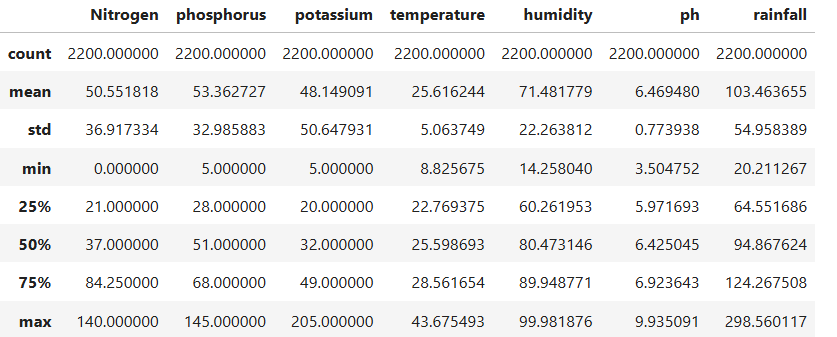 Nitrogen phosphorus potassium temperature humidity ph rainfall
count 2200.000000 2200.000000 2200.000000 2200.000000 2200.000000 2200.000000 2200.000000
mean 50.551818 53.362727 48.149091 25.616244 71.481779 6.469480 103.463655
std 36.917334 32.985883 50.647931 5.063749 22.263812 0.773938 54.958389
min 0.000000 5.000000 5.000000 8.825675 14.258040 3.504752 20.211267
25% 21.000000 28.000000 20.000000 22.769375 60.261953 5.971693 64.551686
50% 37.000000 51.000000 32.000000 25.598693 80.473146 6.425045 94.867624
75% 84.250000 68.000000 49.000000 28.561654 89.948771 6.923643 124.267508
max 140.000000 145.000000 205.000000 43.675493 99.981876 9.935091 298.560117